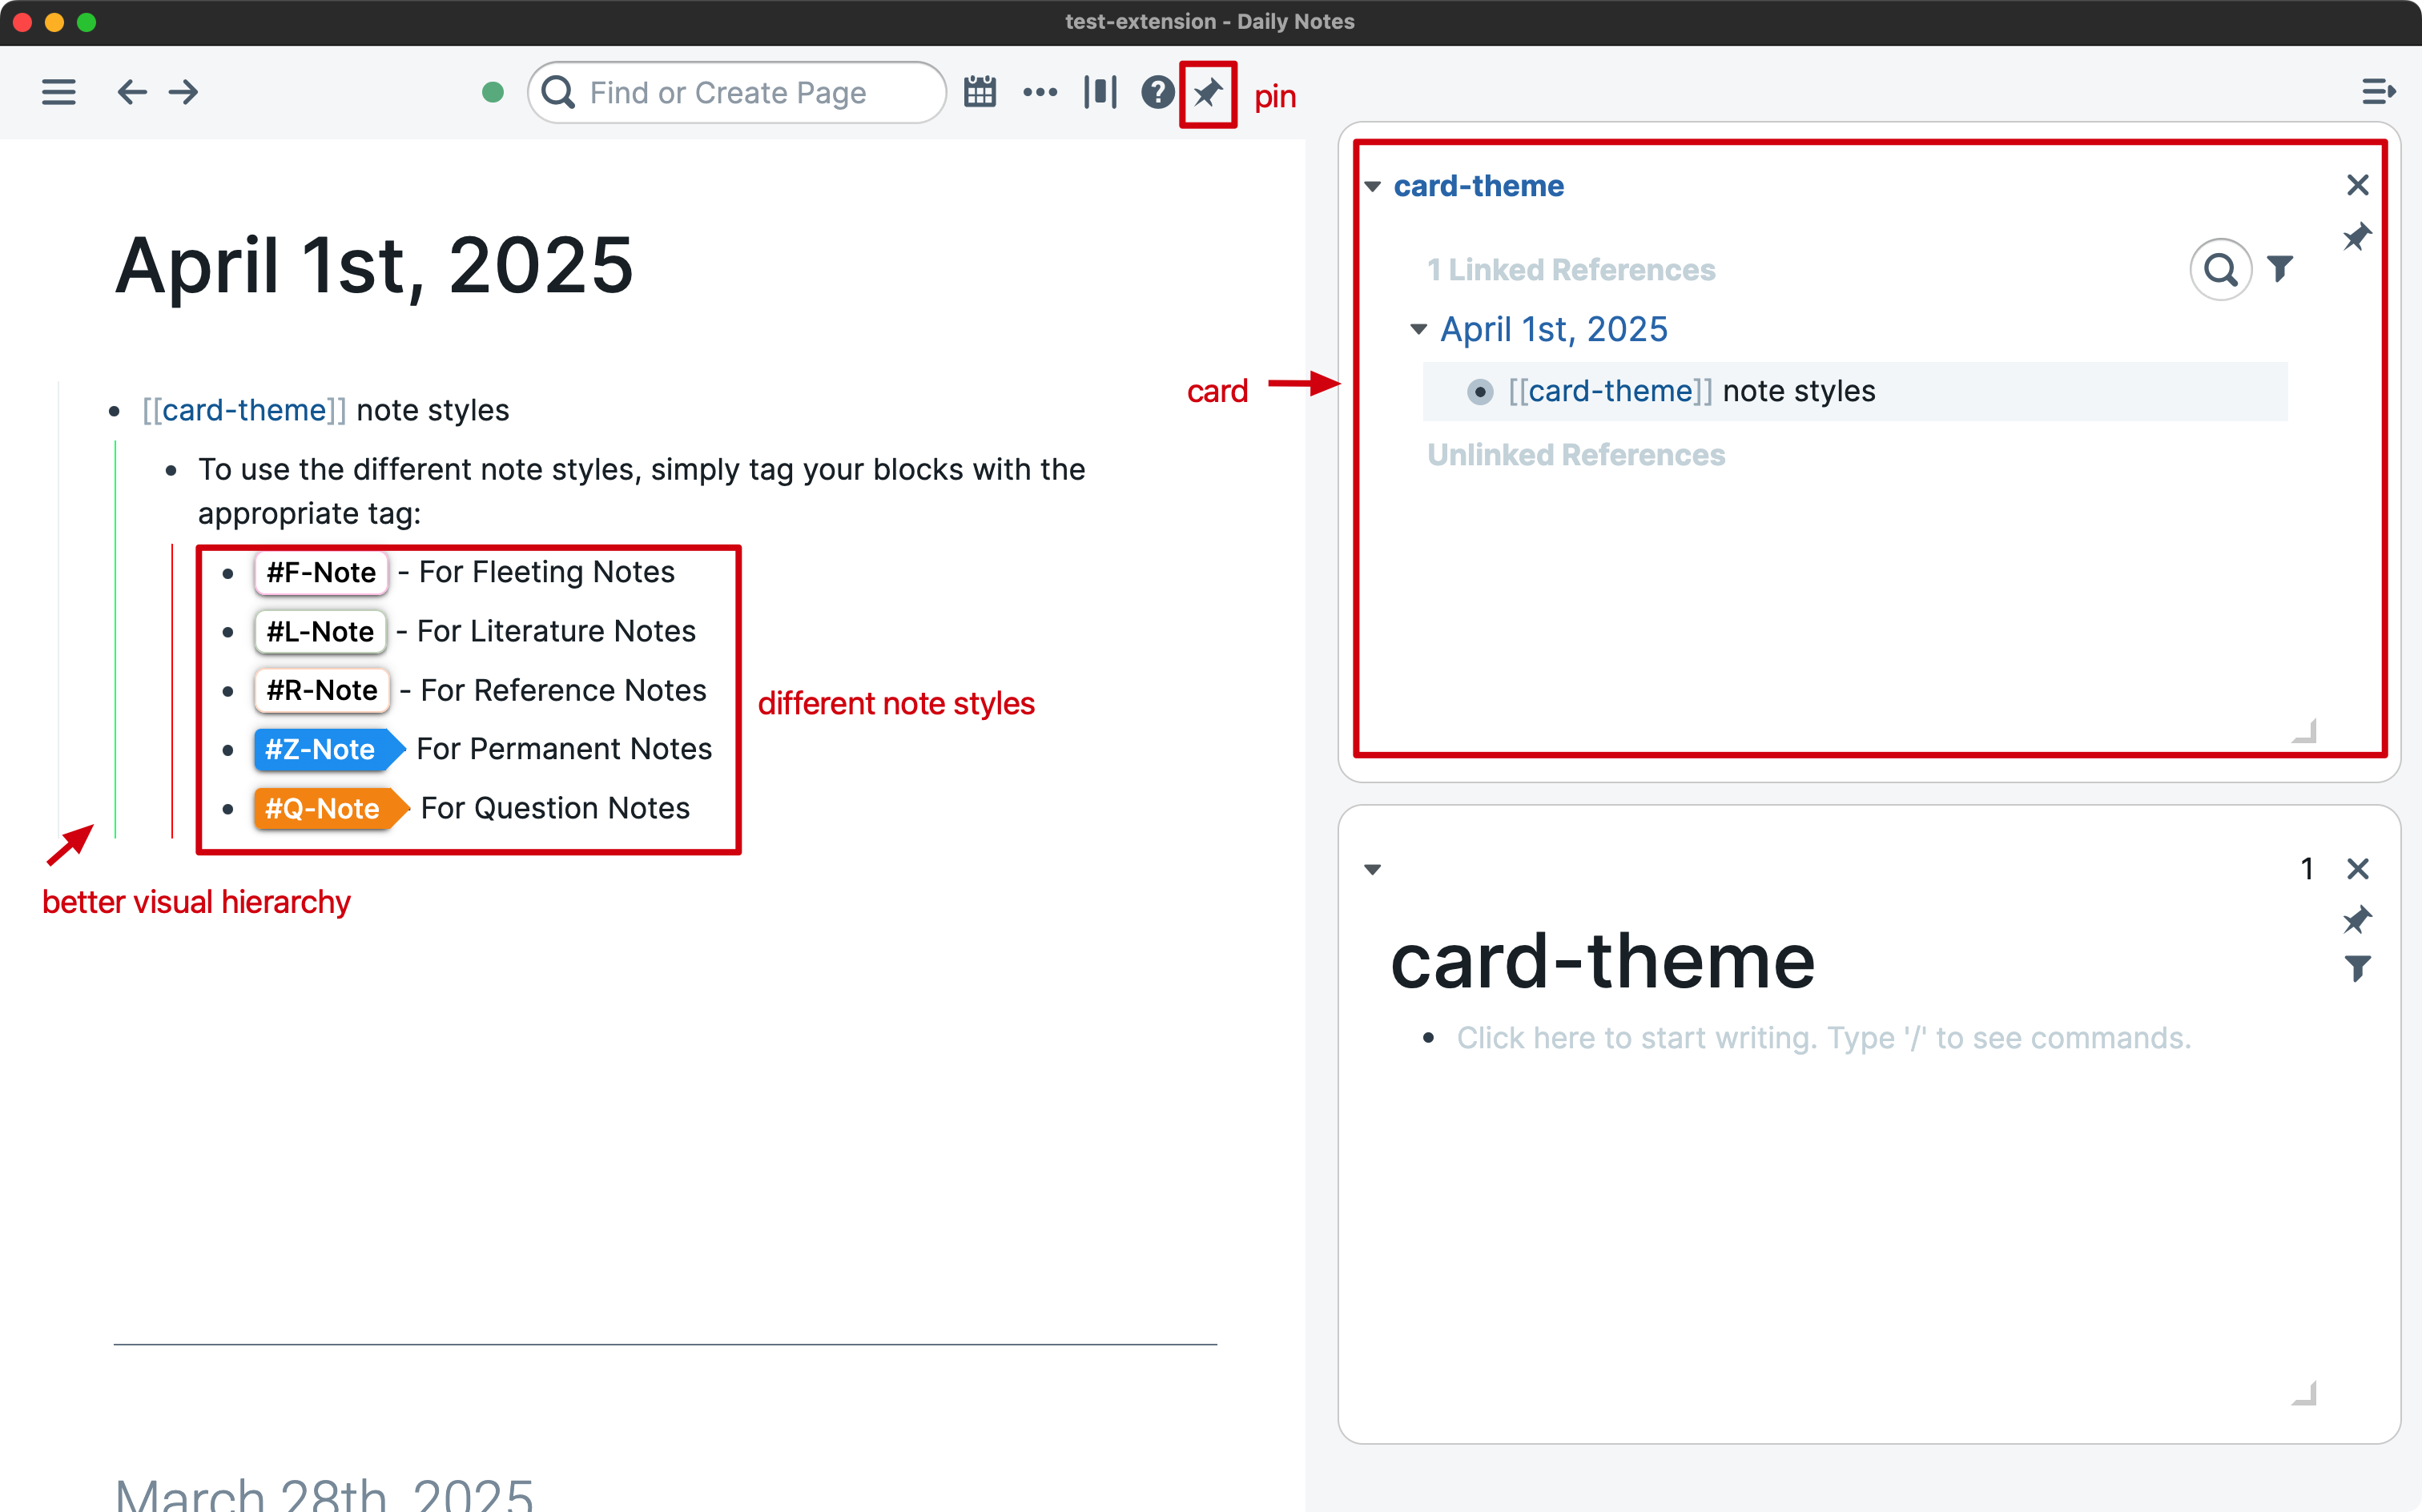 test-extension - Daily Notes
Find or Create Page
pin
April 1st, 2025
[[card-theme]] note styles
To use the different note styles, simply tag your blocks with the
appropriate tag:
#F-Note - For Fleeting Notes
#L-Note - For Literature Notes
#R-Note - For Reference Notes
#Z-Note For Permanent Notes
#Q-Note For Question Notes
different note styles
better visual hierarchy
March 28th, 2025
card
card-theme
1 Linked References
April 1st, 2025
[[card-theme]] note styles
Unlinked References
1
card-theme
Click here to start writing. Type '/' to see commands.